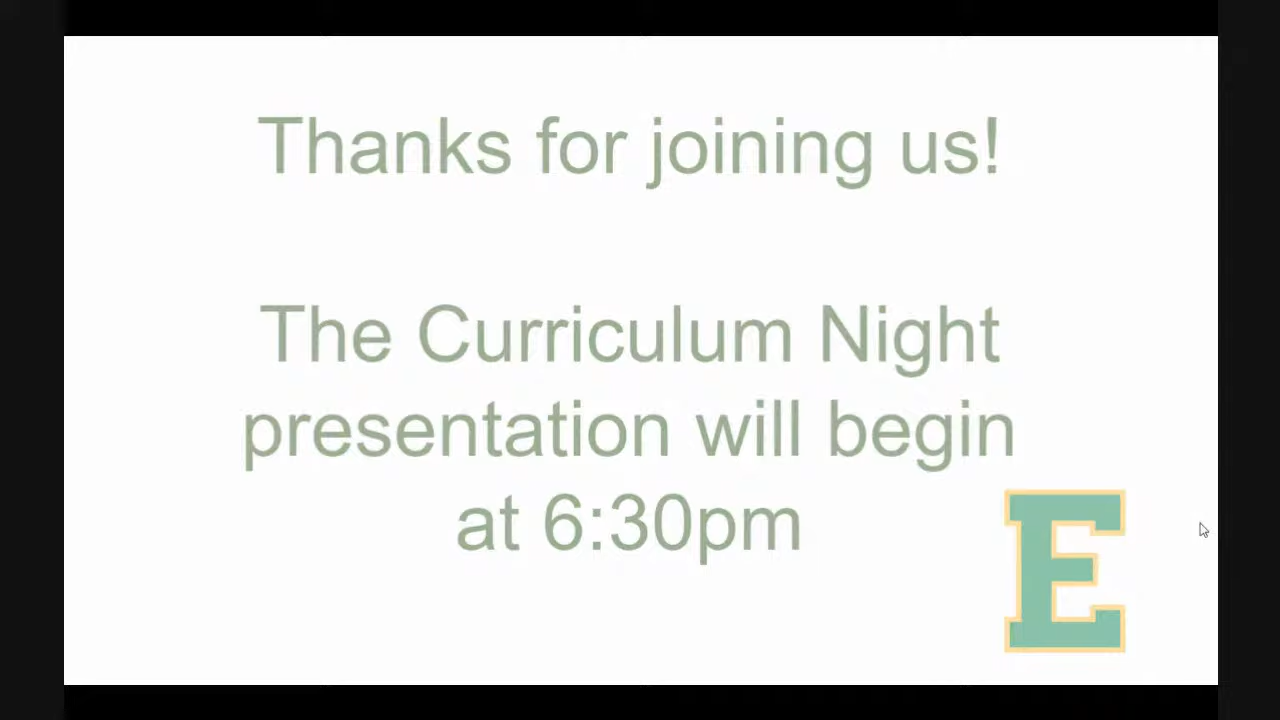 Thanks for joining us!
The Curriculum Night
presentation will begin
at 6:30pm
E